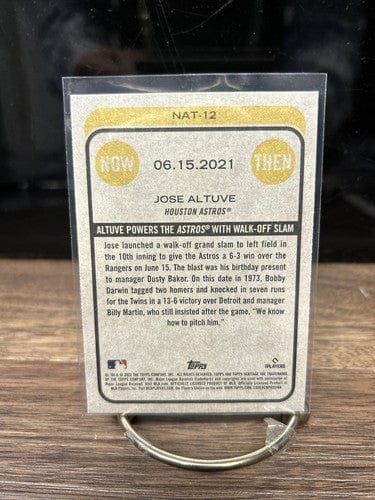 NAT-12
NOW
06.15.2021
THEN
JOSE ALTUVE
HOUSTON ASTROS®
ALTUVE POWERS THE ASTROS® WITH WALK-OFF SLAM
Jose launched a walk-off grand slam to left field in
the 10th inning to give the Astros a 6-3 win over the
Rangers on June 15. The blast was his birthday present
to manager Dusty Baker. On this date in 1973, Bobby
Darwin tagged two homers and knocked in seven runs
for the Twins in a 13-6 victory over Detroit and manager
Billy Martin, who still insisted after the game, "We know
how to pitch him."
Topps
PLAYERS